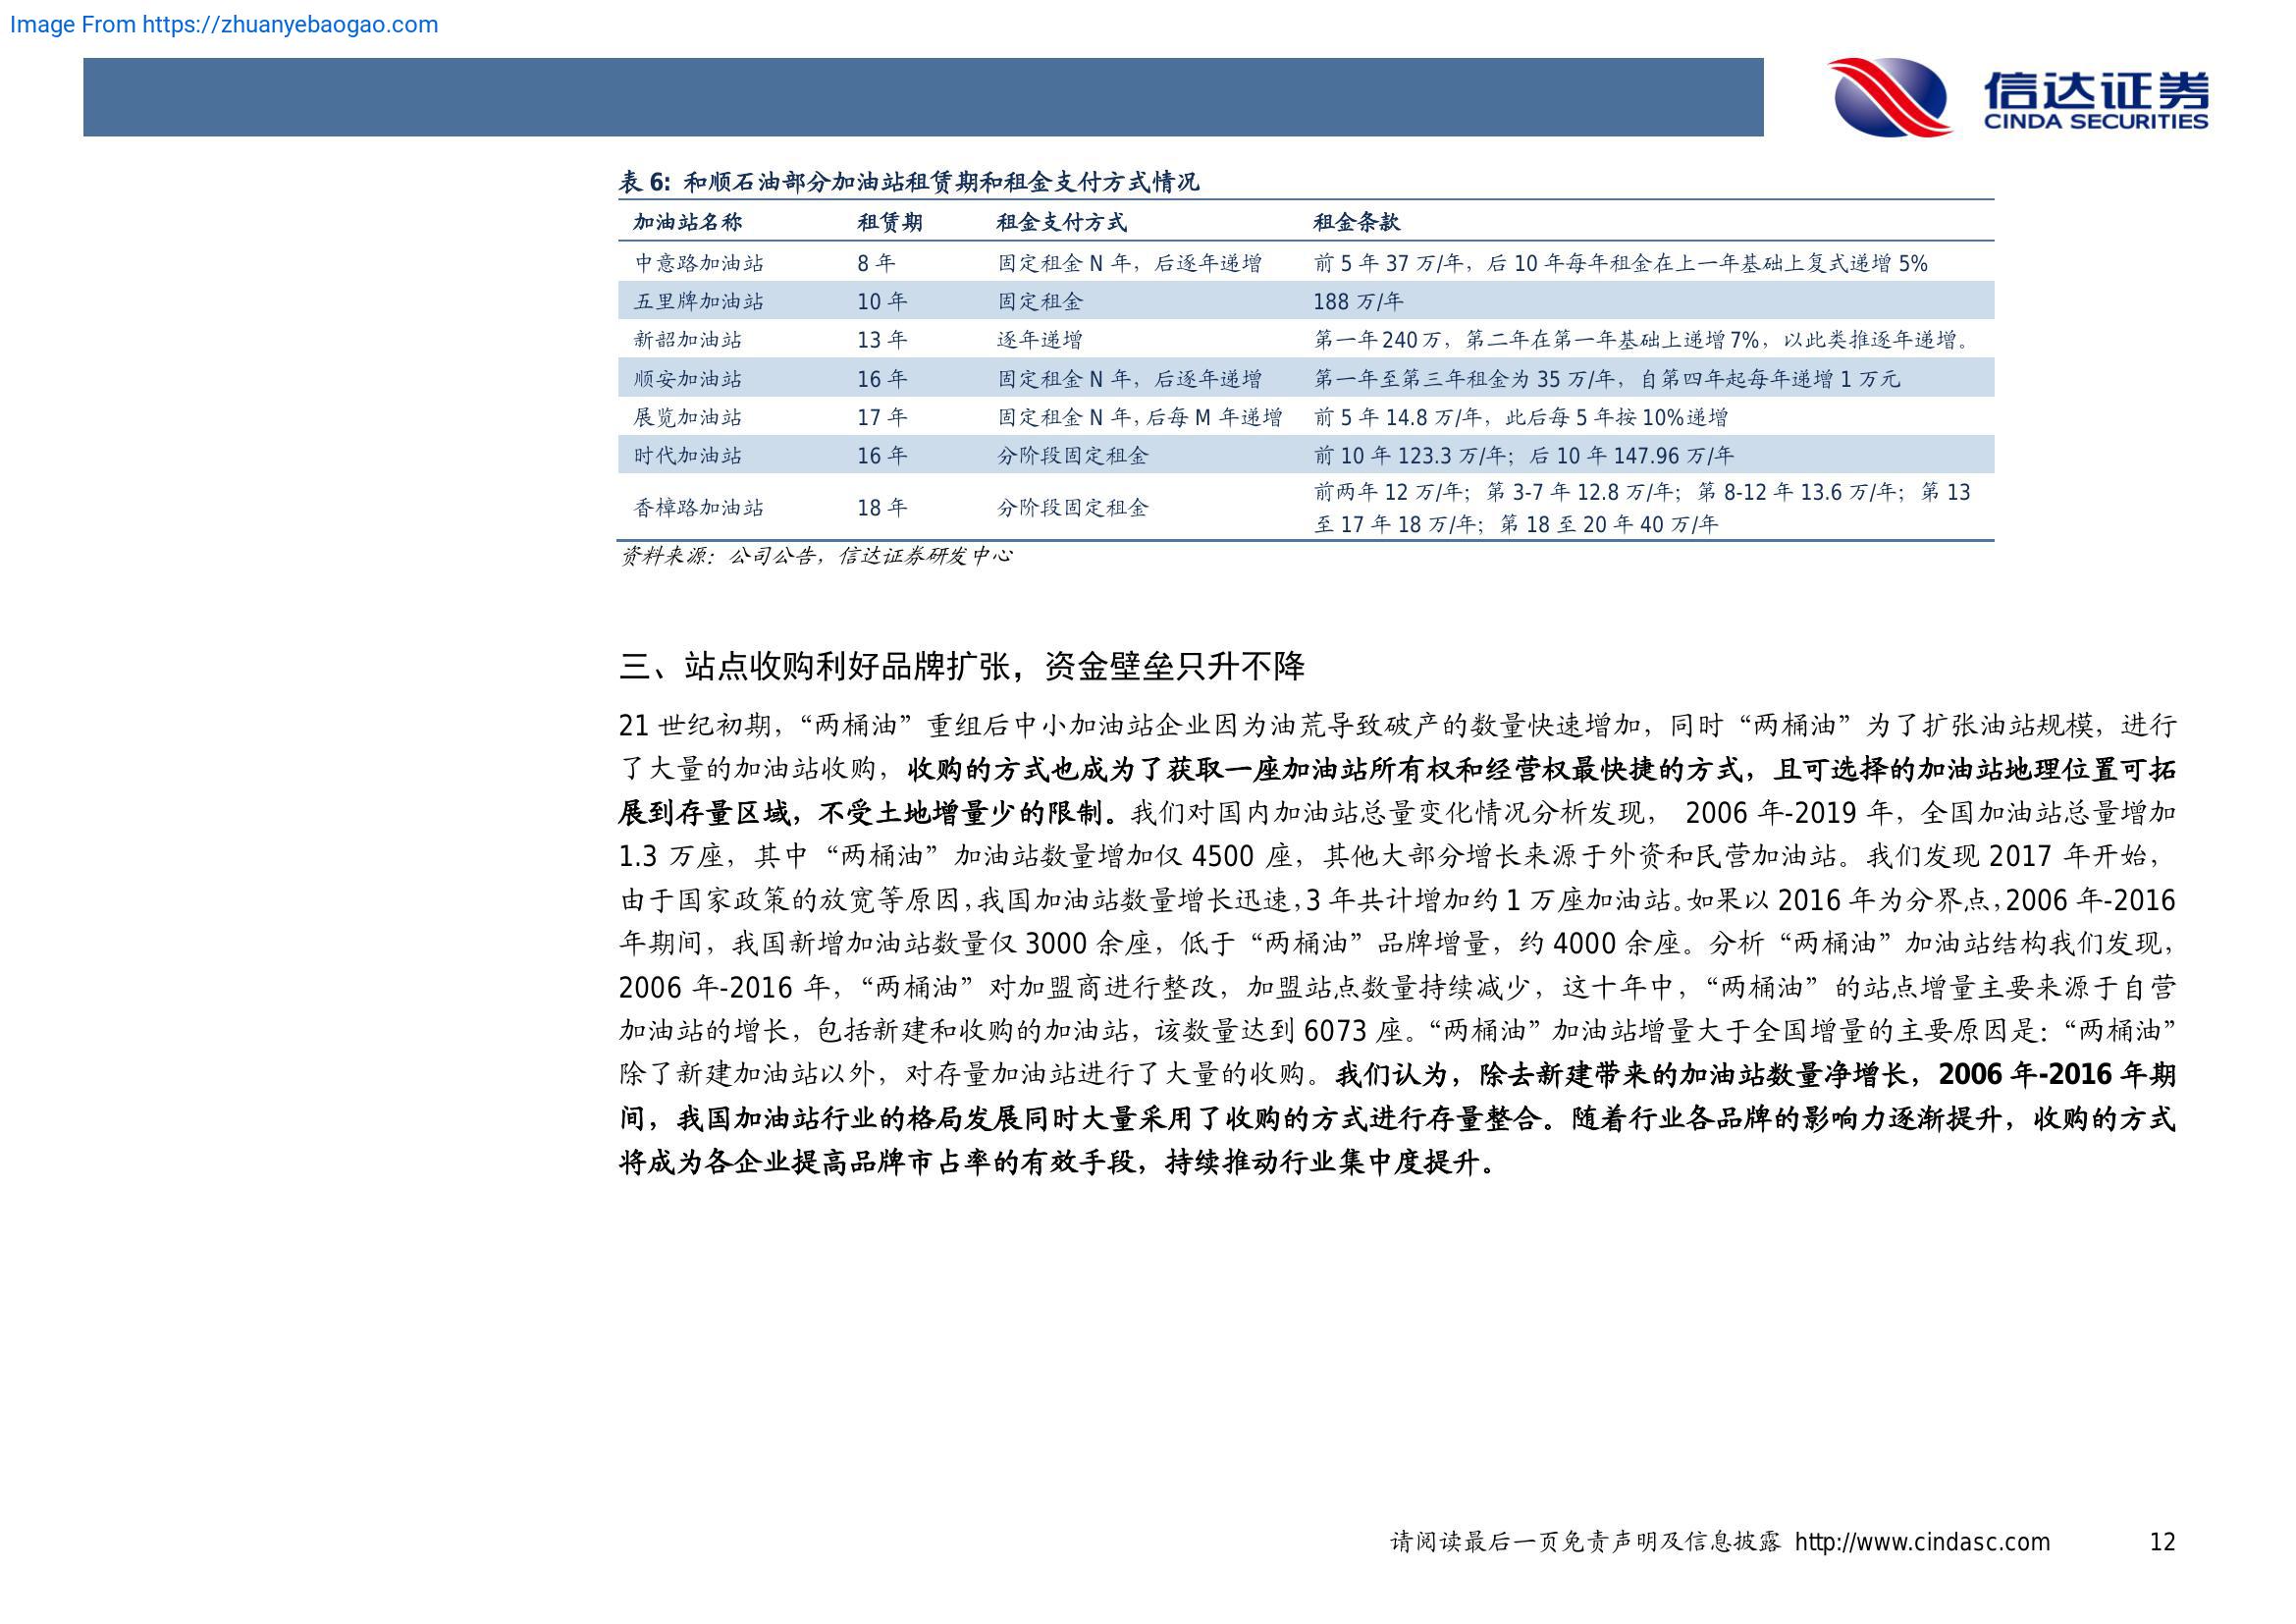 Image From https://zhuanyebaogao.com
信达证券
CINDA SECURITIES
表 6: 和顺石油部分加油站租赁期和租金支付方式情况
加油站名称 租赁期 租金支付方式 租金条款
中意路加油站 8 年 固定租金 N 年，后逐年递增 前 5 年 37 万/年，后 10 年每年租金在上一年基础上复式递增 5%
五里牌加油站 10 年 固定租金 188 万/年
新韶加油站 13 年 逐年递增 第一年 240 万，第二年在第一年基础上递增 7%，以此类推逐年递增。
顺安加油站 16 年 固定租金 N 年，后逐年递增 第一年至第三年租金为 35 万/年，自第四年起每年递增 1 万元
展览加油站 17 年 固定租金 N 年，后每 M 年递增 前 5 年 14.8 万/年，此后每 5 年按 10%递增
时代加油站 16 年 分阶段固定租金 前 10 年 123.3 万/年；后 10 年 147.96 万/年
香樟路加油站 18 年 分阶段固定租金 前两年 12 万/年；第 3-7 年 12.8 万/年；第 8-12 年 13.6 万/年；第 13
至 17 年 18 万/年；第 18 至 20 年 40 万/年
资料来源：公司公告，信达证券研发中心
三、站点收购利好品牌扩张，资金壁垒只升不降
21 世纪初期，“两桶油”重组后中小加油站企业因为油荒导致破产的数量快速增加，同时“两桶油”为了扩张油站规模，进行
了大量的加油站收购，收购的方式也成为了获取一座加油站所有权和经营权最快捷的方式，且可选择的加油站地理位置可拓
展到存量区域，不受土地增量少的限制。我们对国内加油站总量变化情况分析发现， 2006 年-2019 年，全国加油站总量增加
1.3 万座，其中“两桶油”加油站数量增加仅 4500 座，其他大部分增长来源于外资和民营加油站。我们发现 2017 年开始，
由于国家政策的放宽等原因，我国加油站数量增长迅速，3 年共计增加约 1 万座加油站。如果以 2016 年为分界点，2006 年-2016
年期间，我国新增加油站数量仅 3000 余座，低于“两桶油”品牌增量，约 4000 余座。分析“两桶油”加油站结构我们发现，
2006 年-2016 年，“两桶油”对加盟商进行整改，加盟站点数量持续减少，这十年中，“两桶油”的站点增量主要来源于自营
加油站的增长，包括新建和收购的加油站，该数量达到 6073 座。“两桶油”加油站增量大于全国增量的主要原因是：“两桶油”
除了新建加油站以外，对存量加油站进行了大量的收购。我们认为，除去新建带来的加油站数量净增长，2006 年-2016 年期
间，我国加油站行业的格局发展同时大量采用了收购的方式进行存量整合。随着行业各品牌的影响力逐渐提升，收购的方式
将成为各企业提高品牌市占率的有效手段，持续推动行业集中度提升。
请阅读最后一页免责声明及信息披露 http://www.cindasc.com 12